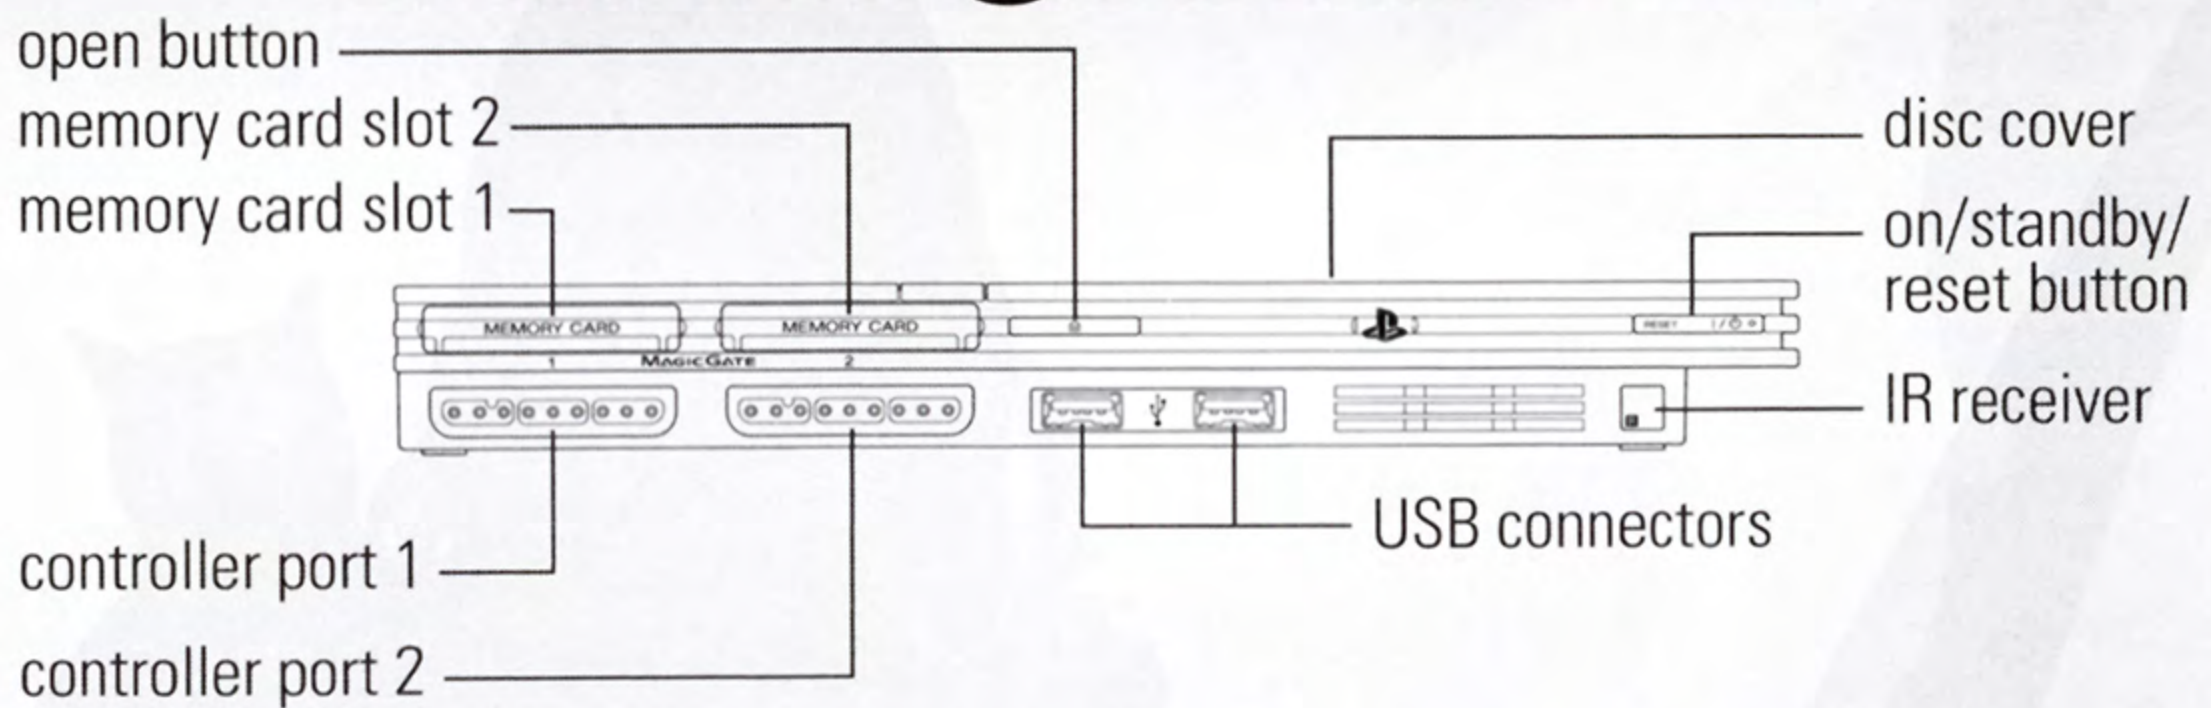 open button
memory card slot 2
memory card slot 1
disc cover
on/standby/
reset button
MEMORY CARD
MEMORY CARD
RESET
1
MAGICGATE
2
IR receiver
USB connectors
controller port 1
controller port 2